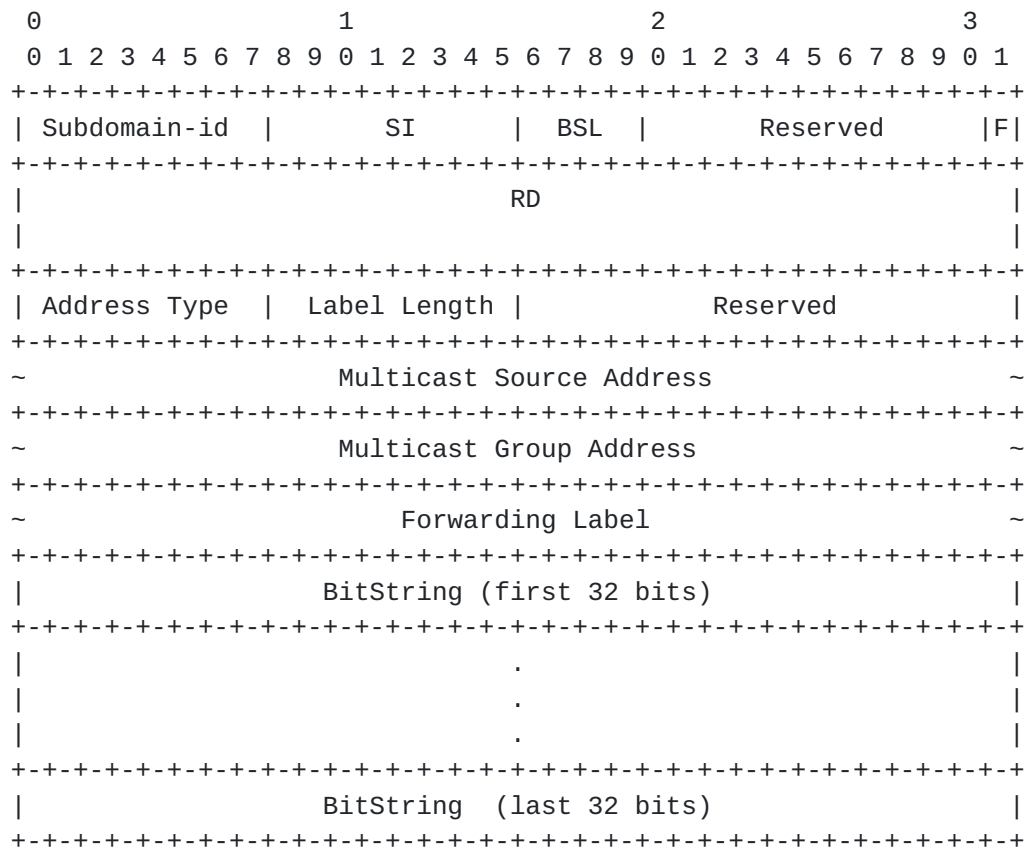 0                   1                   2                   3
 0 1 2 3 4 5 6 7 8 9 0 1 2 3 4 5 6 7 8 9 0 1 2 3 4 5 6 7 8 9 0 1
+-+-+-+-+-+-+-+-+-+-+-+-+-+-+-+-+-+-+-+-+-+-+-+-+-+-+-+-+-+-+-+-+
| Subdomain-id  |       SI      |  BSL  |       Reserved      |F|
+-+-+-+-+-+-+-+-+-+-+-+-+-+-+-+-+-+-+-+-+-+-+-+-+-+-+-+-+-+-+-+-+
|                               RD                              |
|                                                               |
+-+-+-+-+-+-+-+-+-+-+-+-+-+-+-+-+-+-+-+-+-+-+-+-+-+-+-+-+-+-+-+-+
| Address Type  |  Label Length |            Reserved           |
+-+-+-+-+-+-+-+-+-+-+-+-+-+-+-+-+-+-+-+-+-+-+-+-+-+-+-+-+-+-+-+-+
~                    Multicast Source Address                   ~
+-+-+-+-+-+-+-+-+-+-+-+-+-+-+-+-+-+-+-+-+-+-+-+-+-+-+-+-+-+-+-+-+
~                    Multicast Group Address                    ~
+-+-+-+-+-+-+-+-+-+-+-+-+-+-+-+-+-+-+-+-+-+-+-+-+-+-+-+-+-+-+-+-+
~                        Forwarding Label                       ~
+-+-+-+-+-+-+-+-+-+-+-+-+-+-+-+-+-+-+-+-+-+-+-+-+-+-+-+-+-+-+-+-+
|                   BitString (first 32 bits)                   |
+-+-+-+-+-+-+-+-+-+-+-+-+-+-+-+-+-+-+-+-+-+-+-+-+-+-+-+-+-+-+-+-+
|                               .                               |
|                               .                               |
|                               .                               |
+-+-+-+-+-+-+-+-+-+-+-+-+-+-+-+-+-+-+-+-+-+-+-+-+-+-+-+-+-+-+-+-+
|                   BitString  (last 32 bits)                   |
+-+-+-+-+-+-+-+-+-+-+-+-+-+-+-+-+-+-+-+-+-+-+-+-+-+-+-+-+-+-+-+-+